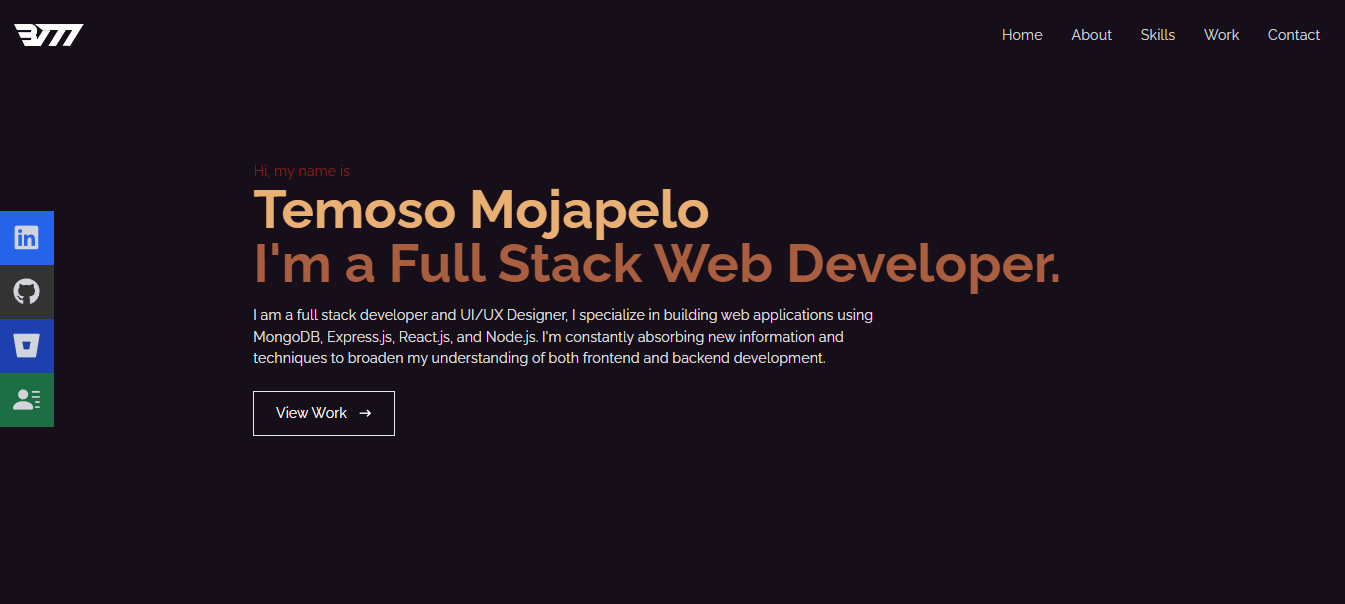 BM
Home About Skills Work Contact
Hi, my name is
Temoso Mojapelo
I'm a Full Stack Web Developer.
in
I am a full stack developer and UI/UX Designer, I specialize in building web applications using
MongoDB, Express.js, React.js, and Node.js. I'm constantly absorbing new information and
techniques to broaden my understanding of both frontend and backend development.
View Work →